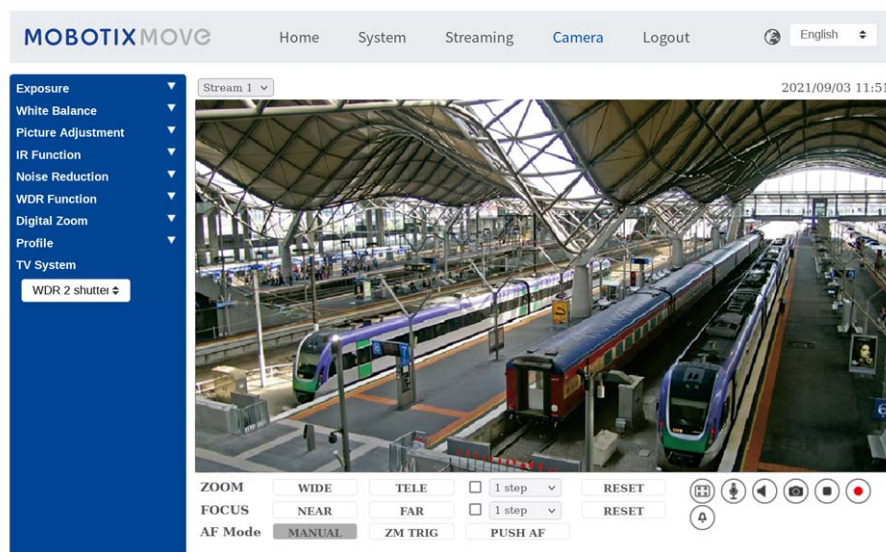 MOBOTIX MOVE
Home System Streaming Camera Logout
English
Exposure
White Balance
Picture Adjustment
IR Function
Noise Reduction
WDR Function
Digital Zoom
Profile
TV System
WDR 2 shutter
Stream 1
2021/09/03 11:51
ZOOM WIDE TELE 1 step RESET
FOCUS NEAR FAR 1 step RESET
AF Mode MANUAL ZM TRIG PUSH AF